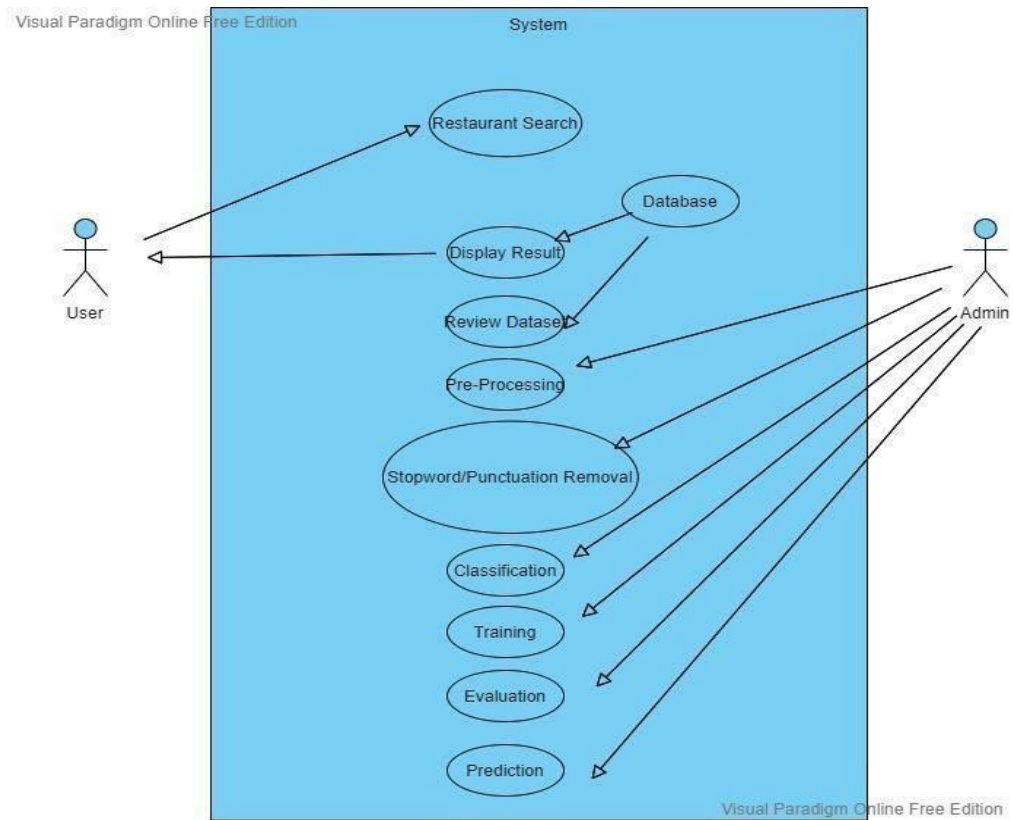 Visual Paradigm Online Free Edition
System
Restaurant Search
Database
Display Result
User
Admin
Review Dataset
Pre-Processing
Stopword/Punctuation Removal
Classification
Training
Evaluation
Prediction
Visual Paradigm Online Free Edition